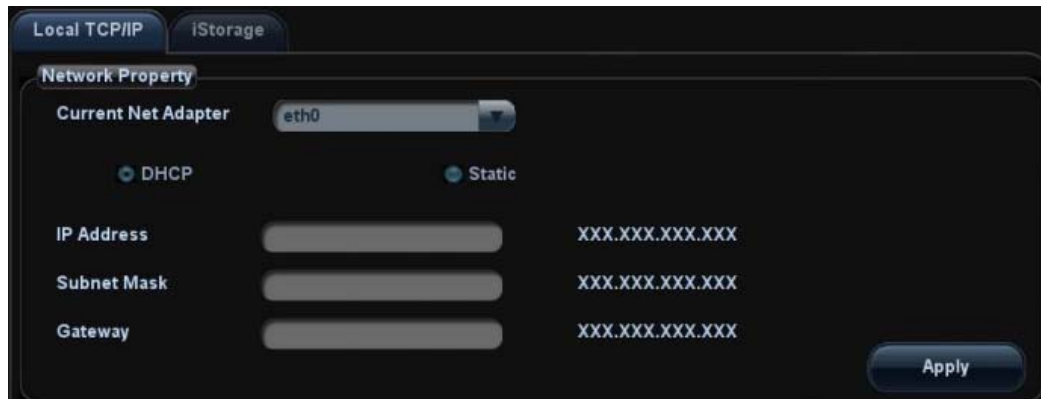 Local TCP/IP iStorage
Network Property
Current Net Adapter eth0
DHCP Static
IP Address XXX.XXX.XXX.XXX
Subnet Mask XXX.XXX.XXX.XXX
Gateway XXX.XXX.XXX.XXX
Apply